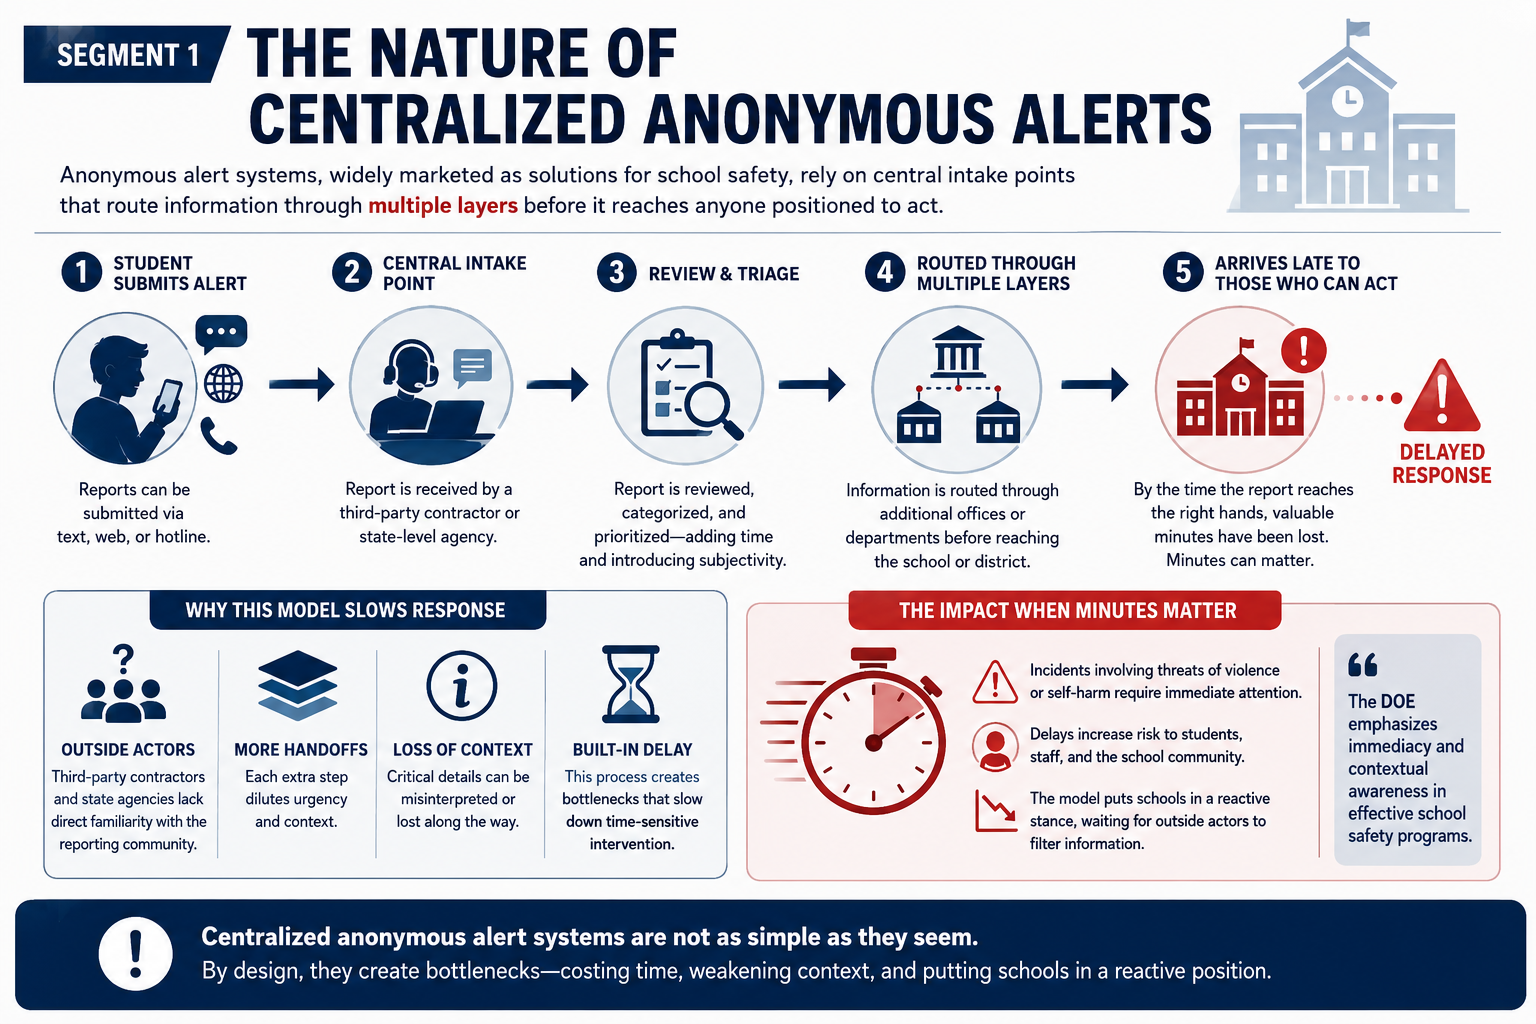 SEGMENT 1
THE NATURE OF
CENTRALIZED ANONYMOUS ALERTS
Anonymous alert systems, widely marketed as solutions for school safety, rely on central intake points
that route information through multiple layers before it reaches anyone positioned to act.
1
STUDENT
SUBMITS ALERT
Reports can be
submitted via
text, web, or hotline.
2
CENTRAL INTAKE
POINT
Report is received by a
third-party contractor or
state-level agency.
3
REVIEW & TRIAGE
Report is reviewed,
categorized, and
prioritized—adding time
and introducing subjectivity.
4
ROUTED THROUGH
MULTIPLE LAYERS
Information is routed through
additional offices or
departments before reaching
the school or district.
5
ARRIVES LATE TO
THOSE WHO CAN ACT
By the time the report reaches
the right hands, valuable
minutes have been lost.
Minutes can matter.
DELAYED
RESPONSE
WHY THIS MODEL SLOWS RESPONSE
?
OUTSIDE ACTORS
Third-party contractors
and state agencies lack
direct familiarity with the
reporting community.
MORE HANDOFFS
Each extra step
dilutes urgency
and context.
i
LOSS OF CONTEXT
Critical details can be
misinterpreted or
lost along the way.
BUILT-IN DELAY
This process creates
bottlenecks that slow
down time-sensitive
intervention.
THE IMPACT WHEN MINUTES MATTER
Incidents involving threats of violence
or self-harm require immediate attention.
Delays increase risk to students,
staff, and the school community.
The model puts schools in a reactive
stance, waiting for outside actors to
filter information.
“
The DOE
emphasizes
immediacy and
contextual
awareness in
effective school
safety programs.
!
Centralized anonymous alert systems are not as simple as they seem.
By design, they create bottlenecks—costing time, weakening context, and putting schools in a reactive position.